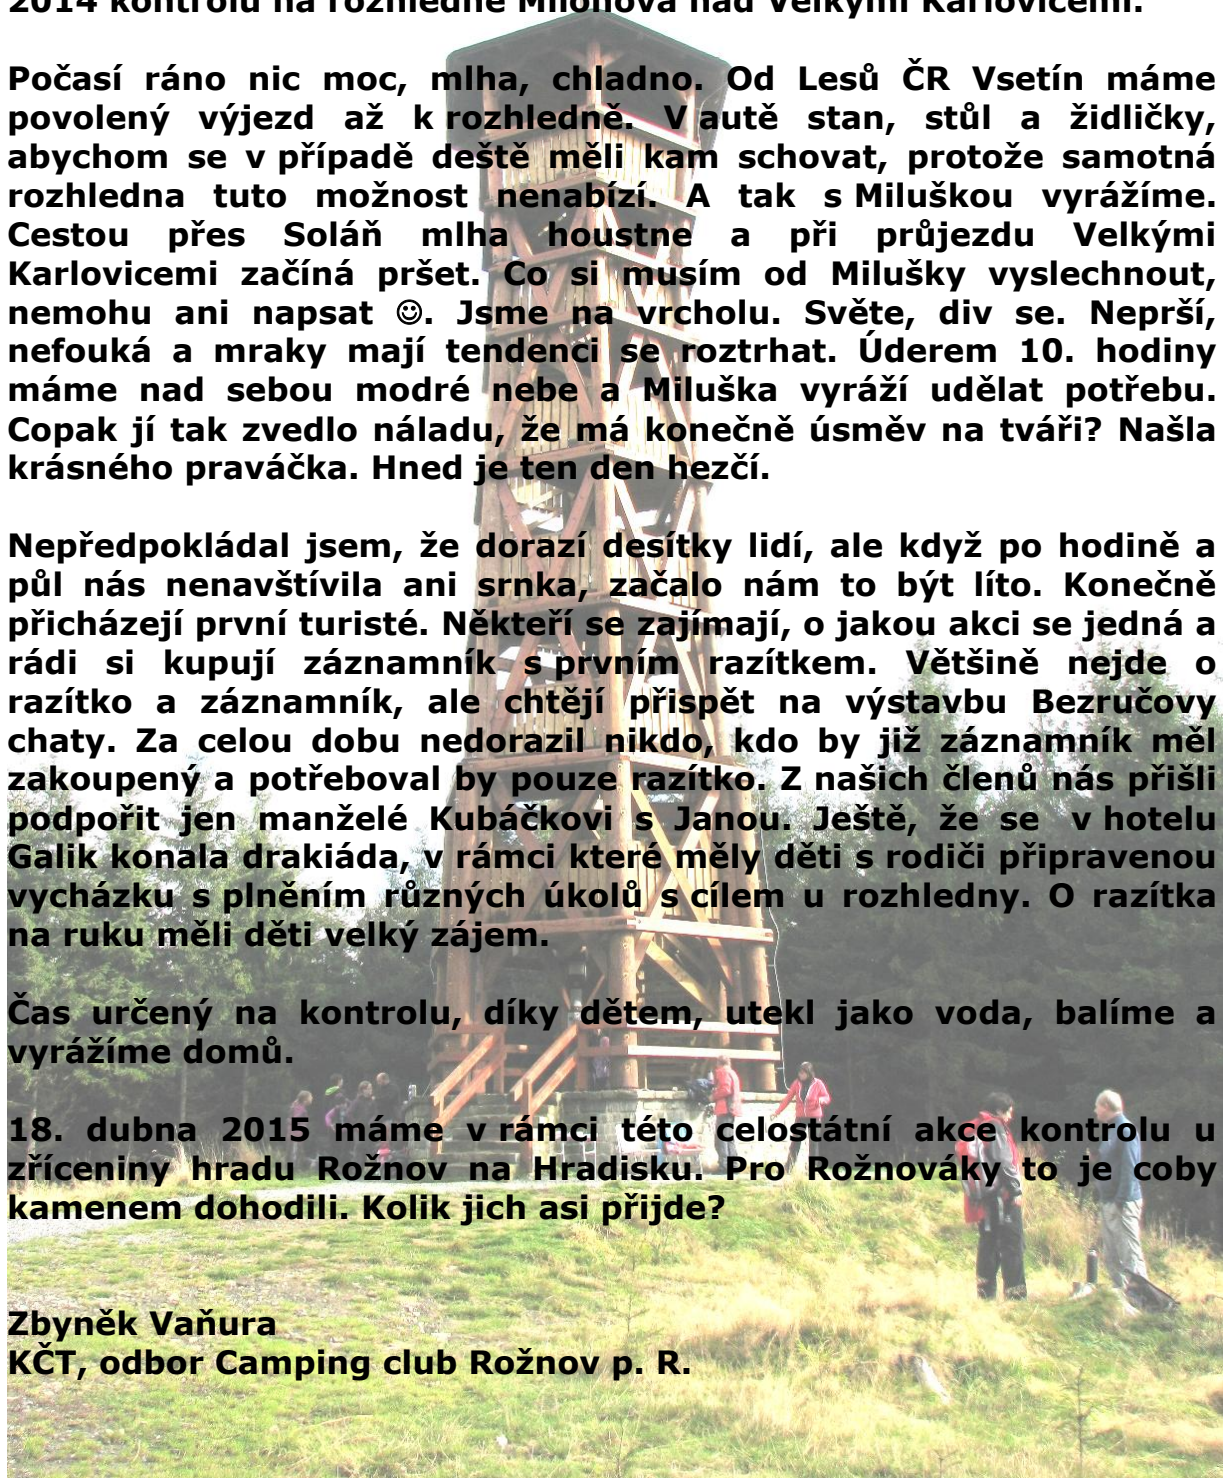 2014 kontrolu na rozhledně Miloňová nad Velkými Karlovicemi.
Počasí ráno nic moc, mlha, chladno. Od Lesů ČR Vsetín máme
povolený výjezd až k rozhledně. V autě stan, stůl a židličky,
abychom se v případě deště měli kam schovat, protože samotná
rozhledna tuto možnost nenabízí. A tak s Miluškou vyrážíme.
Cestou přes Soláň mlha houstne a při průjezdu Velkými
Karlovicemi začíná pršet. Co si musím od Milušky vyslechnout,
nemohu ani napsat ☺. Jsme na vrcholu. Světe, div se. Neprší,
nefouká a mraky mají tendenci se roztrhat. Úderem 10. hodiny
máme nad sebou modré nebe a Miluška vyráží udělat potřebu.
Copak jí tak zvedlo náladu, že má konečně úsměv na tváři? Našla
krásného praváčka. Hned je ten den hezčí.
Nepředpokládal jsem, že dorazí desítky lidí, ale když po hodině a
půl nás nenavštívila ani srnka, začalo nám to být líto. Konečně
přicházejí první turisté. Někteří se zajímají, o jakou akci se jedná a
rádi si kupují záznamník s prvním razítkem. Většině nejde o
razítko a záznamník, ale chtějí přispět na výstavbu Bezručovy
chaty. Za celou dobu nedorazil nikdo, kdo by již záznamník měl
zakoupený a potřeboval by pouze razítko. Z našich členů nás přišli
podpořit jen manželé Kubáčkovi s Janou. Ještě, že se v hotelu
Galik konala drakiáda, v rámci které měly děti s rodiči připravenou
vycházku s plněním různých úkolů s cílem u rozhledny. O razítka
na ruku měli děti velký zájem.
Čas určený na kontrolu, díky dětem, utekl jako voda, balíme a
vyrážíme domů.
18. dubna 2015 máme v rámci této celostátní akce kontrolu u
zříceniny hradu Rožnov na Hradisku. Pro Rožnováky to je coby
kamenem dohodili. Kolik jich asi přijde?
Zbyněk Vaňura
KČT, odbor Camping club Rožnov p. R.